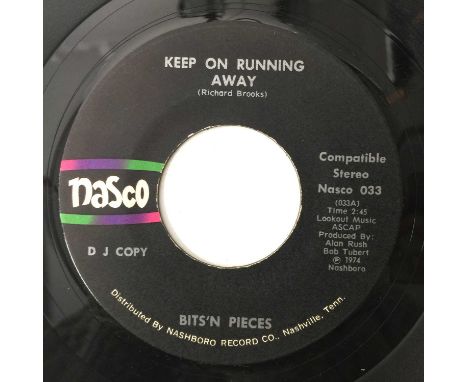 KEEP ON RUNNING
AWAY
(Richard Brooks)
Compatible
Stereo
Nasco 033
(033A)
Time 2:45
Lookout Music
ASCAP
Produced By:
Alan Rush
Bob Tubert
℗ 1974
Nashboro
nasco
D J COPY
BITS'N PIECES
Distributed By NASHBORO RECORD CO., Nashville, Tenn.